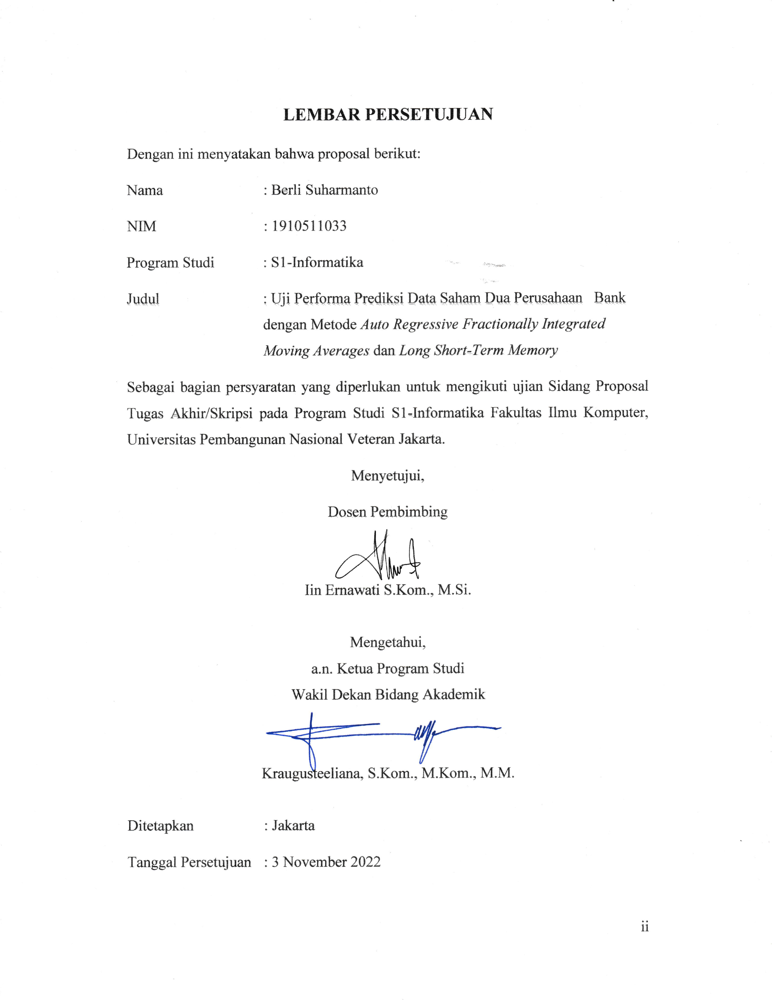 LEMBAR PERSETUJUAN
Dengan ini menyatakan bahwa proposal berikut:
Nama : Berli Suharmanto
NIM : 1910511033
Program Studi : S1-Informatika
Judul : Uji Performa Prediksi Data Saham Dua Perusahaan Bank
dengan Metode Auto Regressive Fractionally Integrated
Moving Averages dan Long Short-Term Memory
Sebagai bagian persyaratan yang diperlukan untuk mengikuti ujian Sidang Proposal
Tugas Akhir/Skripsi pada Program Studi S1-Informatika Fakultas Ilmu Komputer,
Universitas Pembangunan Nasional Veteran Jakarta.
Menyetujui,
Dosen Pembimbing
Iin Ernawati S.Kom., M.Si.
Mengetahui,
a.n. Ketua Program Studi
Wakil Dekan Bidang Akademik
Kraugusteeliana, S.Kom., M.Kom., M.M.
Ditetapkan : Jakarta
Tanggal Persetujuan : 3 November 2022
ii